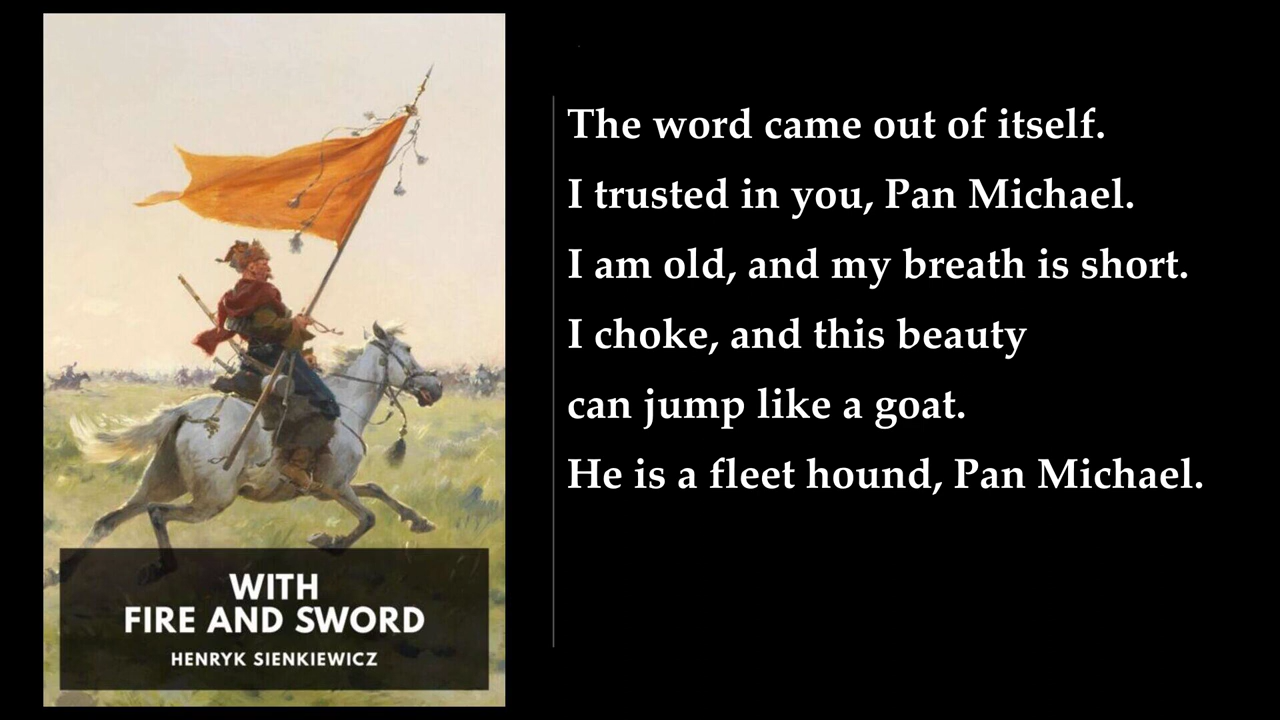 The word came out of itself.
I trusted in you, Pan Michael.
I am old, and my breath is short.
I choke, and this beauty
can jump like a goat.
He is a fleet hound, Pan Michael.
WITH
FIRE AND SWORD
HENRYK SIENKIEWICZ